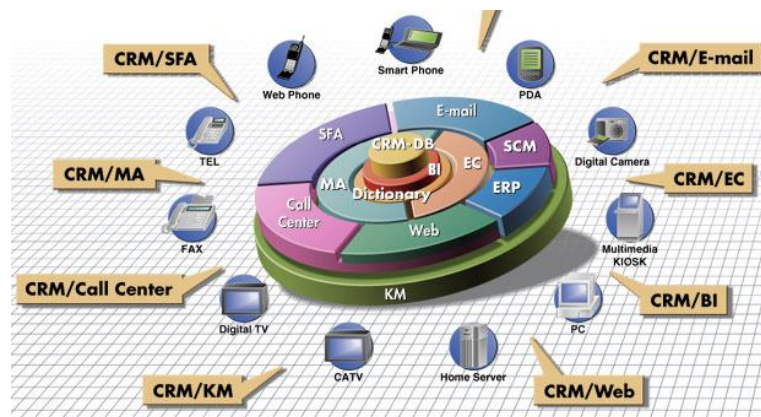 CRM/SFA
Web Phone
Smart Phone
PDA
CRM/E-mail
TEL
SFA
E-mail
CRM-DB
SCM
Digital Camera
CRM/MA
MA
BI
EC
CRM/EC
Dictionary
ERP
FAX
Call
Center
Web
Multimedia
KIOSK
CRM/Call Center
KM
CRM/BI
Digital TV
PC
CRM/KM
CATV
Home Server
CRM/Web